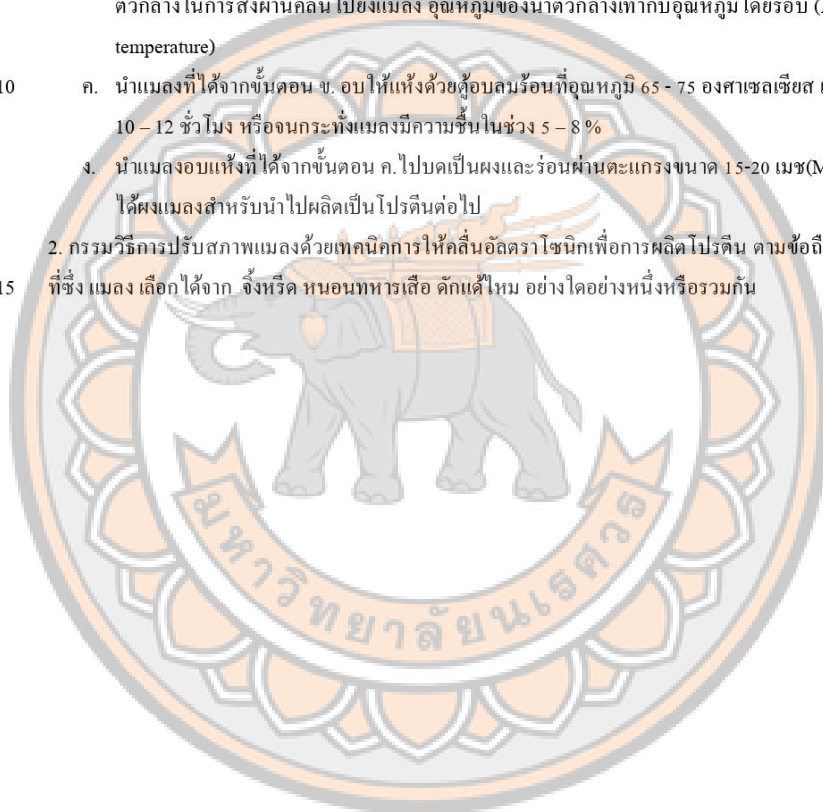 ตัวกลางในการส่งผ่านคลื่นไปยังแมลง อุณหภูมิของน้ำตัวกลางเท่ากับอุณหภูมิโดยรอบ
temperature)
10 ค. นำแมลงที่ได้จากขั้นตอน ข. อบให้แห้งด้วยตู้อบลมร้อนที่อุณหภูมิ 65 - 75 องศาเซลเซียส
10 – 12 ชั่วโมง หรือจนกระทั่งแมลงมีความชื้นในช่วง 5 – 8 %
ง. นำแมลงอบแห้งที่ได้จากขั้นตอน ค.ไปบดเป็นผงและร่อนผ่านตะแกรงขนาด 15-20 เมช(M
ได้ผงแมลงสำหรับนำไปผลิตเป็นโปรตีนต่อไป
2. กรรมวิธีการปรับสภาพแมลงด้วยเทคนิคการให้คลื่นอัลตราโซนิกเพื่อการผลิตโปรตีน ตามข้อถื
15 ที่ซึ่ง แมลง เลือกได้จาก จิ้งหรีด หนอนทหารเสือ ดักแด้ไหม อย่างใดอย่างหนึ่งหรือรวมกัน
มหาวิทยาลัยนเรศวร